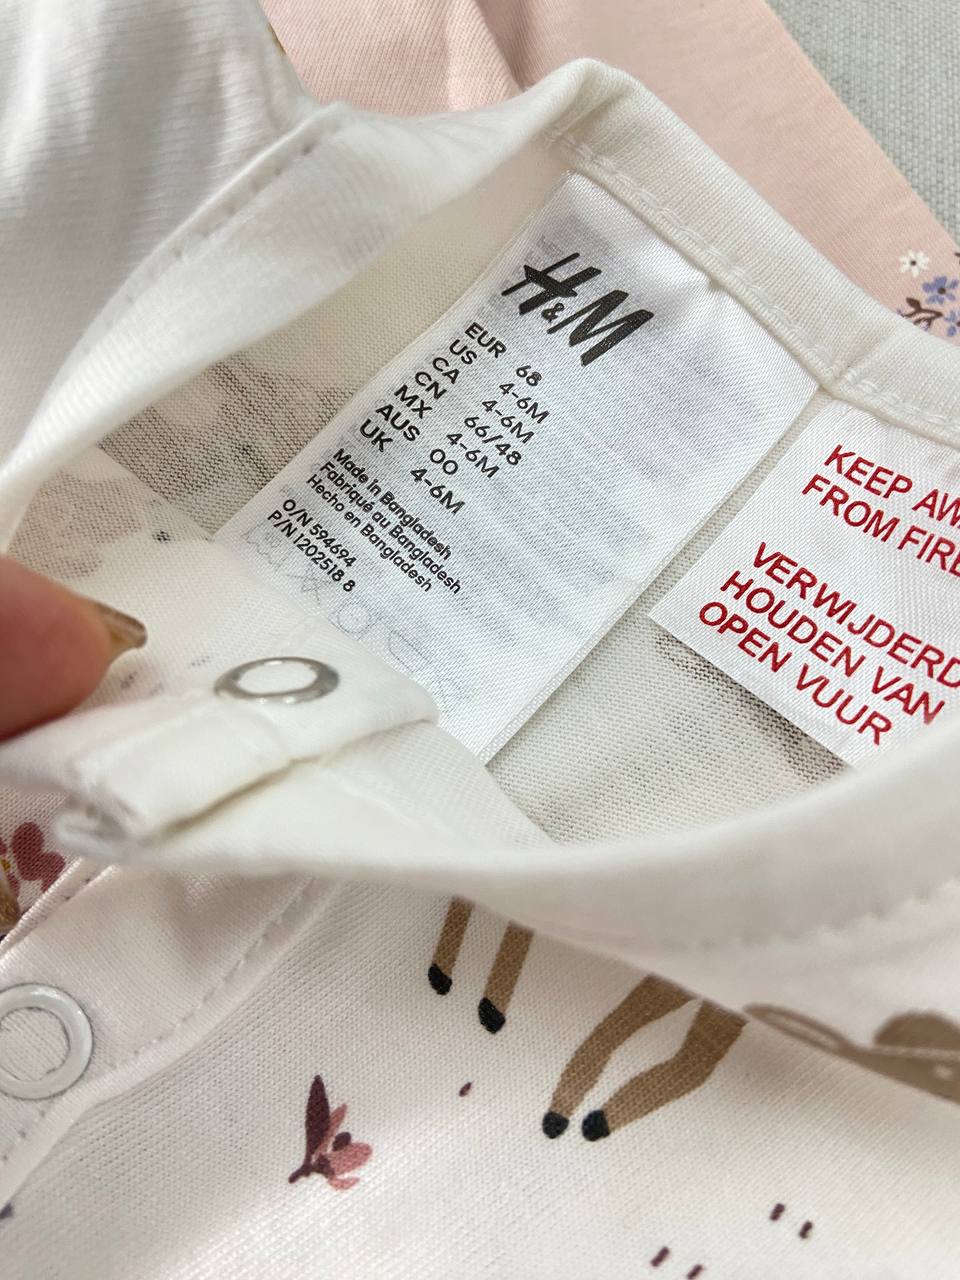 H&M
EUR 68
US 4-6M
CA 4-6M
CN 66/48
MX 4-6M
AUS 00
UK 4-6M
Made in Bangladesh
Fabriqué au Bangladesh
Hecho en Bangladesh
O/N 594694
P/N 1202518 8
KEEP AW
FROM FIRE
VERWIJDERD
HOUDEN VAN
OPEN VUUR